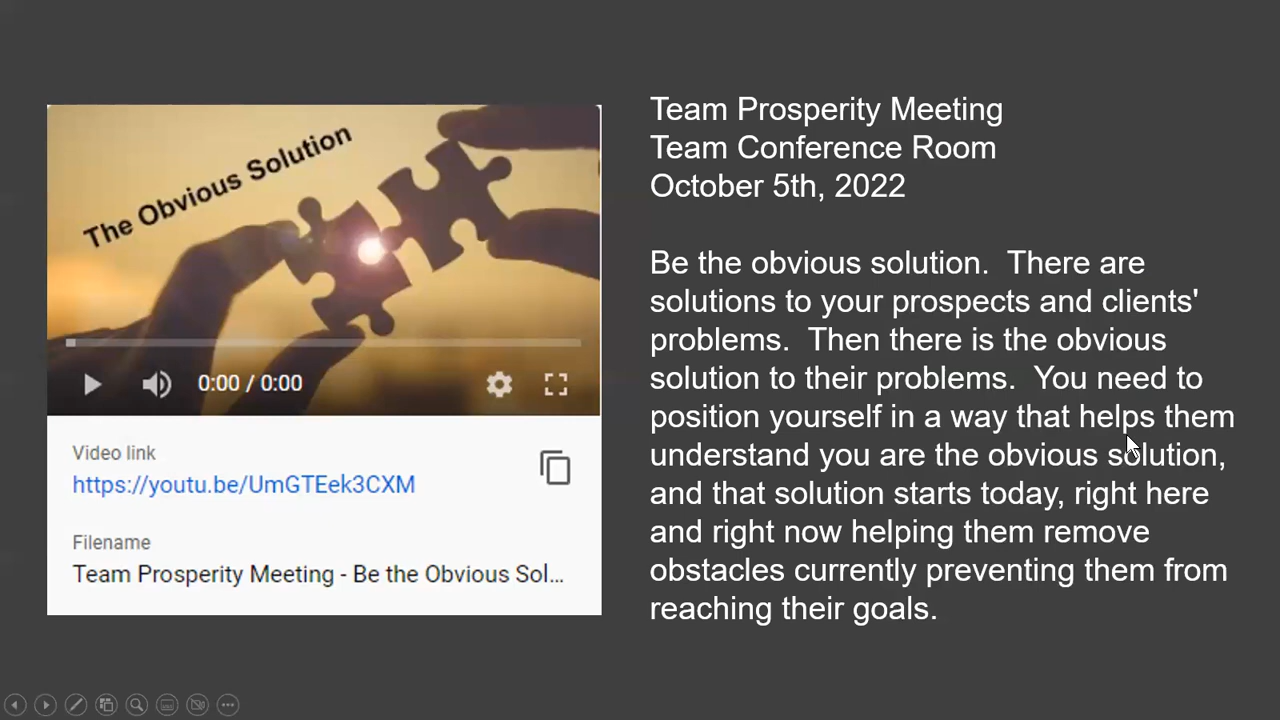 The Obvious Solution
0:00 / 0:00
Video link
https://youtu.be/UmGTEek3CXM
Filename
Team Prosperity Meeting - Be the Obvious Sol...
Team Prosperity Meeting
Team Conference Room
October 5th, 2022
Be the obvious solution.  There are
solutions to your prospects and clients'
problems.  Then there is the obvious
solution to their problems.  You need to
position yourself in a way that helps them
understand you are the obvious solution,
and that solution starts today, right here
and right now helping them remove
obstacles currently preventing them from
reaching their goals.